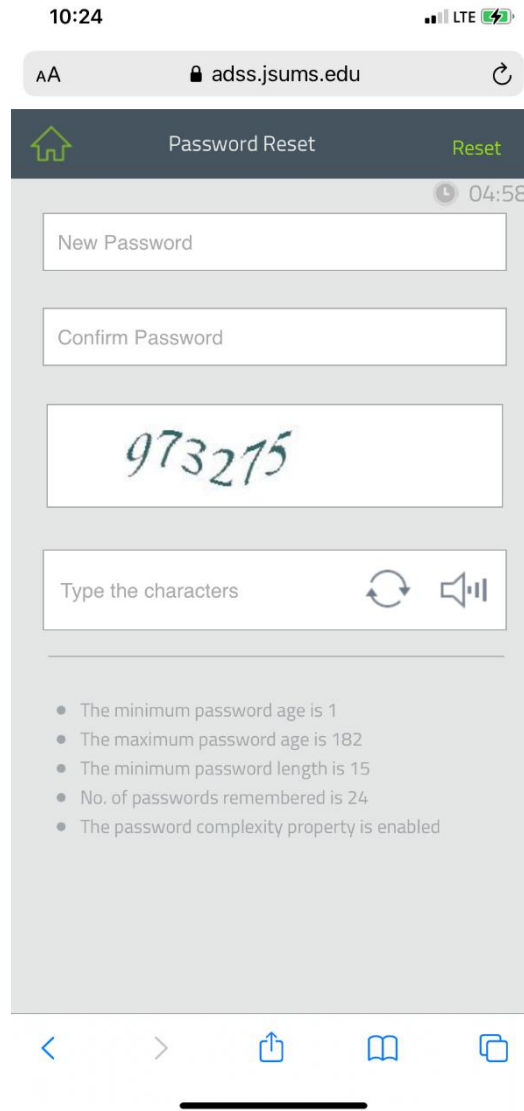 10:24
LTE
AA
adss.jsums.edu
Password Reset
Reset
04:58
New Password
Confirm Password
973275
Type the characters
The minimum password age is 1
The maximum password age is 182
The minimum password length is 15
No. of passwords remembered is 24
The password complexity property is enabled